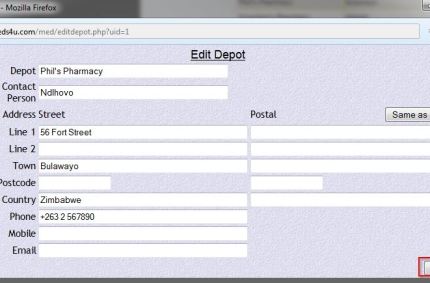 - Mozilla Firefox
eds4u.com/med/editdepot.php?uid=1
Edit Depot
Depot Phil's Pharmacy
Contact Person Ndlhovo
Address Street Postal Same as
Line 1 56 Fort Street
Line 2
Town Bulawayo
Postcode
Country Zimbabwe
Phone +263 2 567890
Mobile
Email